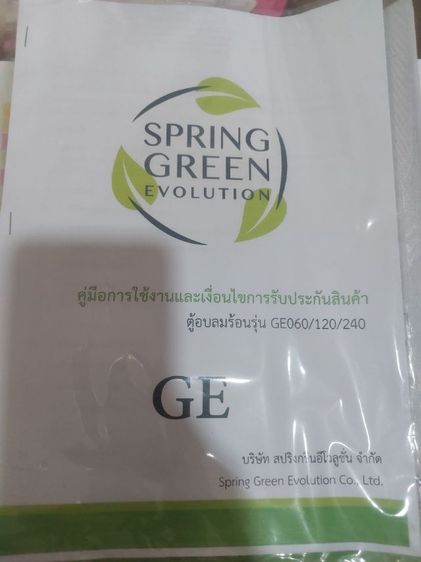 SPRING
GREEN
EVOLUTION
คู่มือการใช้งานและเงื่อนไขการรับประกันสินค้า
ตู้อบลมร้อนรุ่น GE060/120/240
GE
บริษัท สปริงกรีนอีโวลูชั่น จำกัด
Spring Green Evolution Co., Ltd.